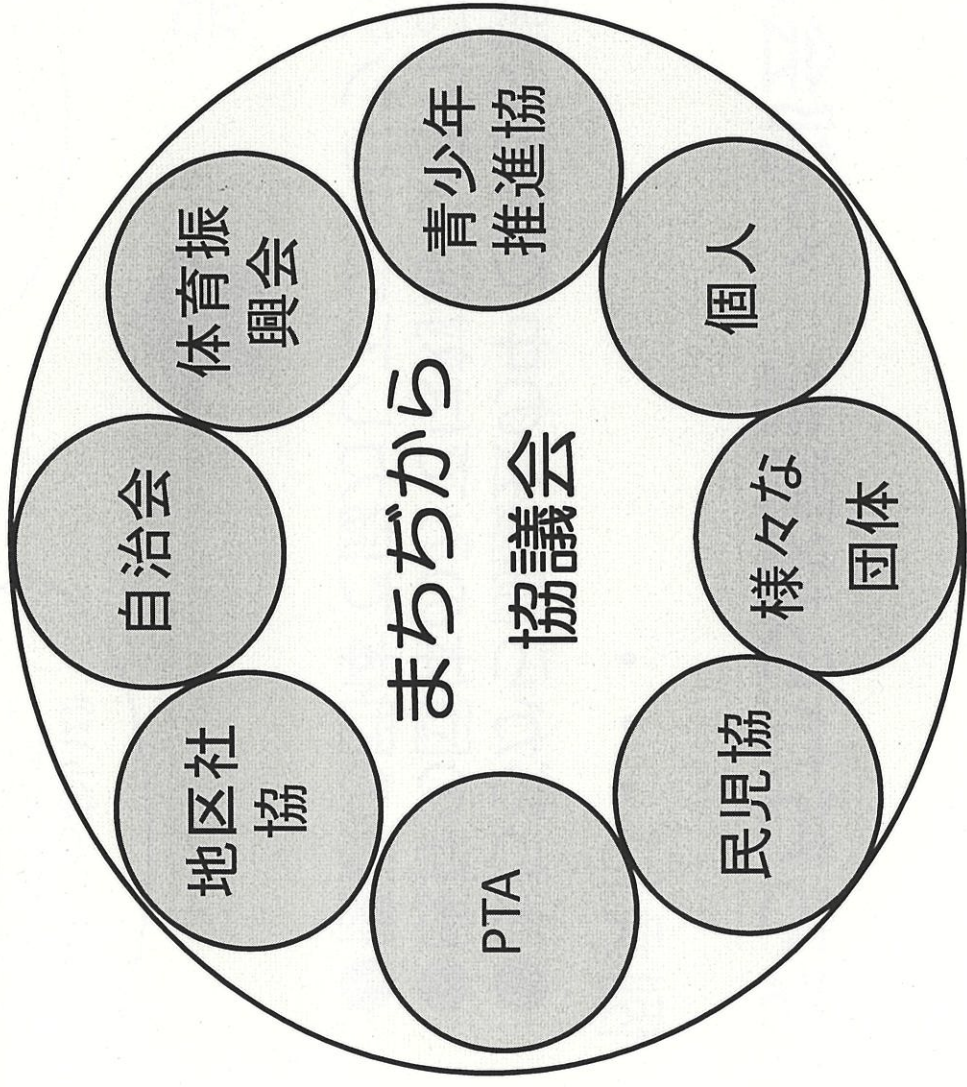 まちぢから
協議会
自治会
体育振
興会
青少年
推進協
個人
様々な
団体
民児協
PTA
地区社
協